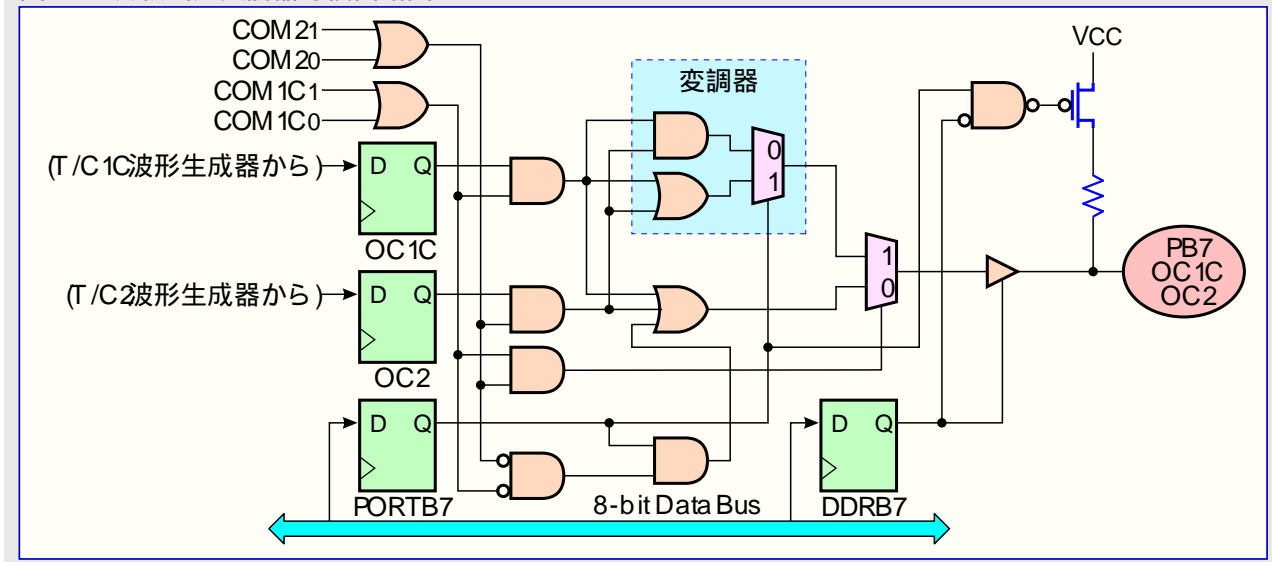 COM21
COM20
COM1C1
COM1C0
VCC
変調器
0
1
(T/C1C波形生成器から)
D Q
OC1C
(T/C2波形生成器から)
D Q
OC2
1
0
PB7
OC1C
OC2
D Q
PORTB7
8-bit Data Bus
D Q
DDRB7